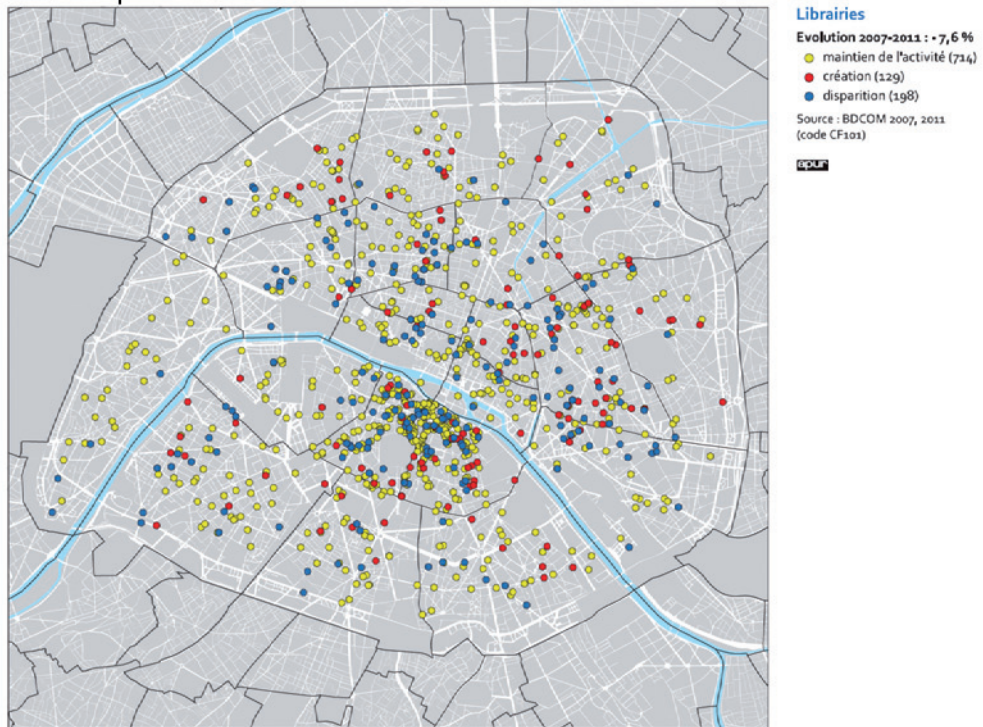 Librairies
Evolution 2007-2011 : - 7,6 %
maintien de l'activité (714)
création (129)
disparition (198)
Source : BDCOM 2007, 2011
(code CF101)
apur